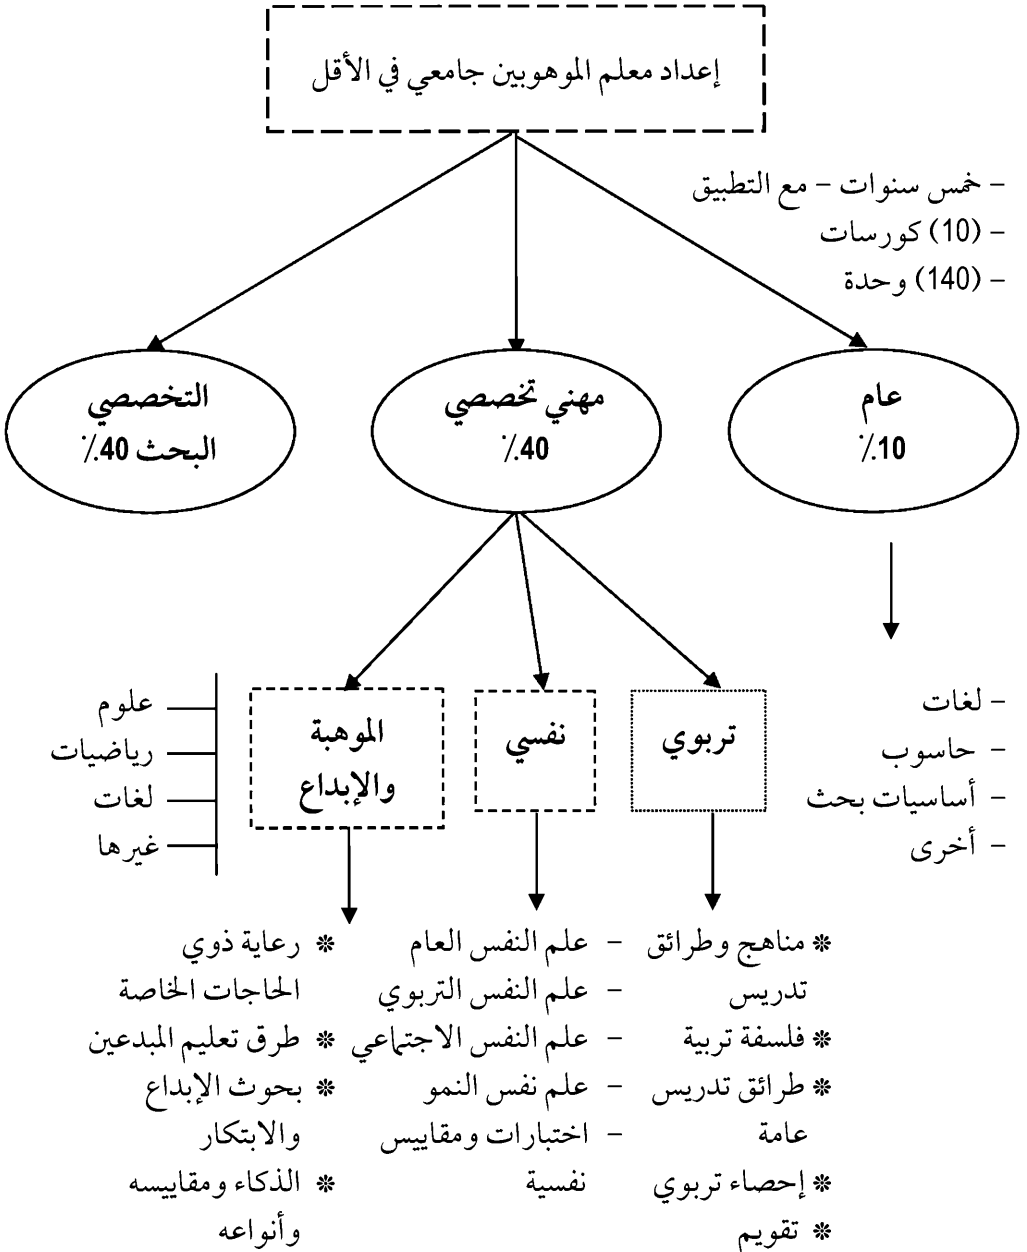 إعداد معلم الموهوبين جامعي في الأقل
– خمس سنوات – مع التطبيق
– (10) كورسات
– (140) وحدة
عام
10٪
مهني تخصصي
40٪
التخصصي
البحث 40٪
– لغات
– حاسوب
– أساسيات بحث
– أخرى
تربوي
نفسي
الموهبة
والإبداع
علوم
رياضيات
لغات
غيرها
❊ مناهج وطرائق
تدريس
❊ فلسفة تربية
❊ طرائق تدريس
عامة
❊ إحصاء تربوي
❊ تقويم
– علم النفس العام
– علم النفس التربوي
– علم النفس الاجتماعي
– علم نفس النمو
– اختبارات ومقاييس
نفسية
❊ رعاية ذوي
الحاجات الخاصة
❊ طرق تعليم المبدعين
❊ بحوث الإبداع
والابتكار
❊ الذكاء ومقاييسه
وأنواعه